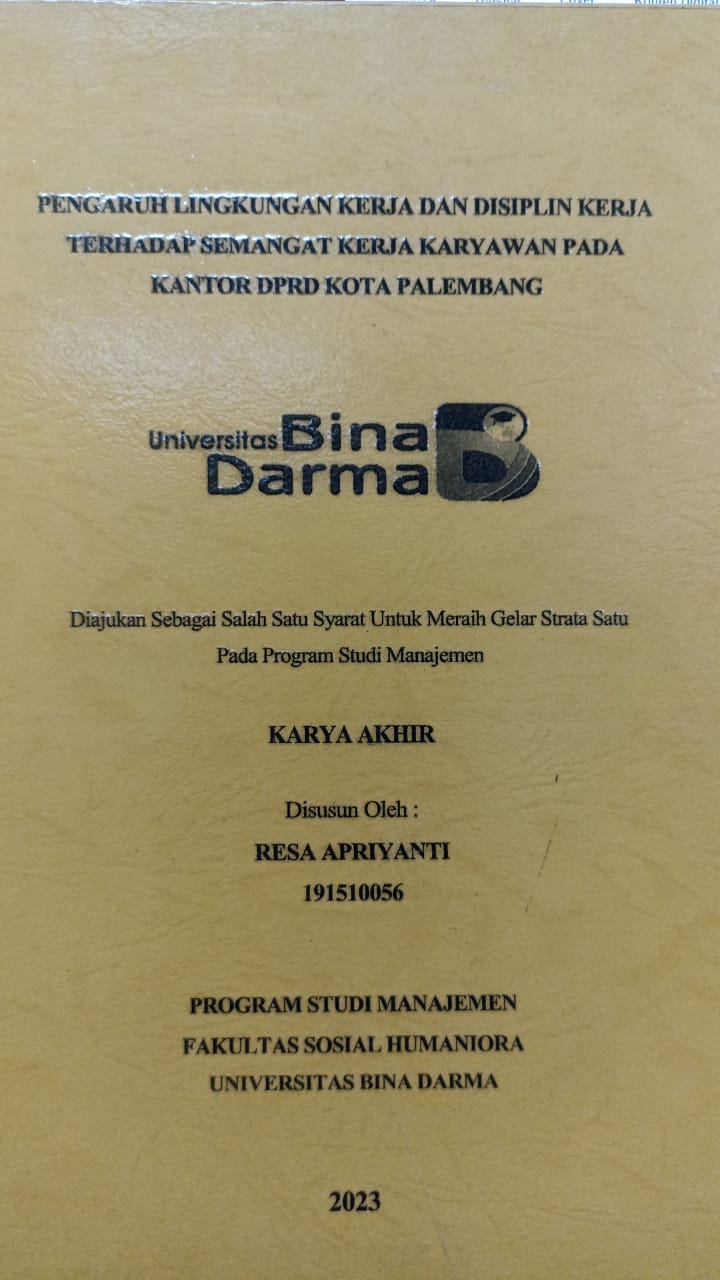 PENGARUH LINGKUNGAN KERJA DAN DISIPLIN KERJA
TERHADAP SEMANGAT KERJA KARYAWAN PADA
KANTOR DPRD KOTA PALEMBANG
Universitas Bina
Darma
Diajukan Sebagai Salah Satu Syarat Untuk Meraih Gelar Strata Satu
Pada Program Studi Manajemen
KARYA AKHIR
Disusun Oleh :
RESA APRIYANTI
191510056
PROGRAM STUDI MANAJEMEN
FAKULTAS SOSIAL HUMANIORA
UNIVERSITAS BINA DARMA
2023